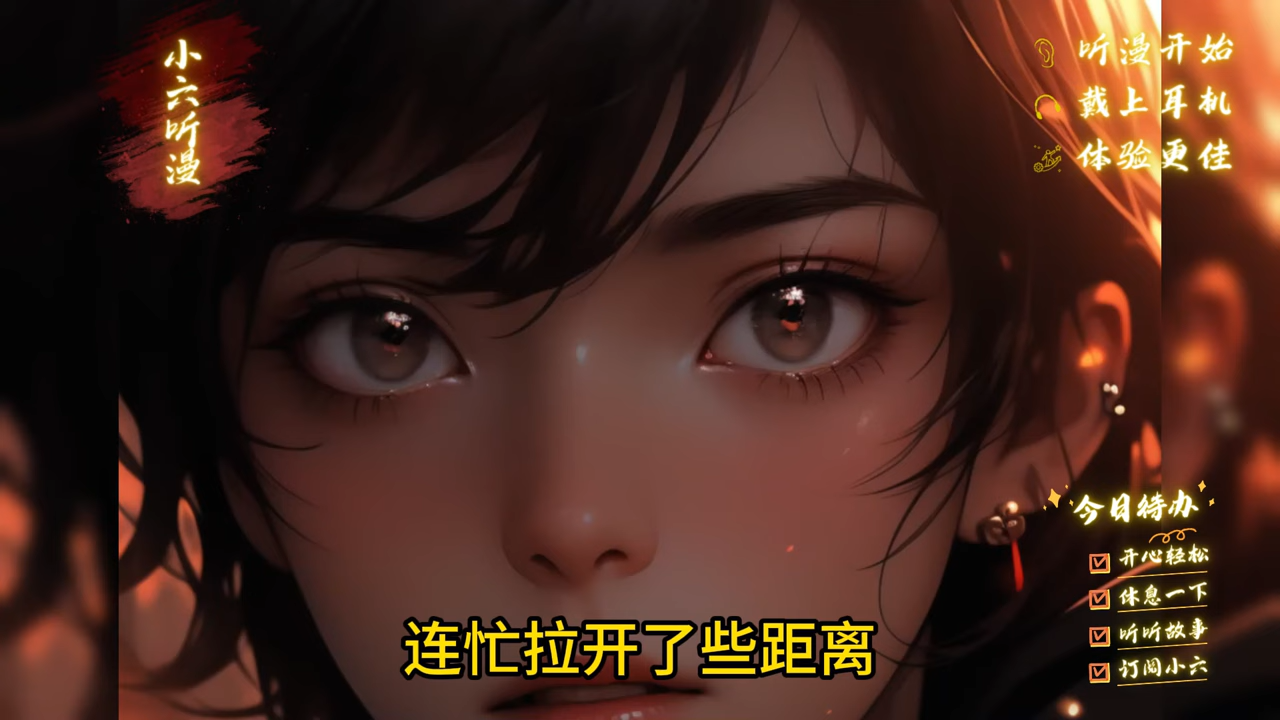 小六听漫
听漫开始
戴上耳机
体验更佳
今日待办
开心轻松
休息一下
听听故事
订阅小六
连忙拉开了些距离